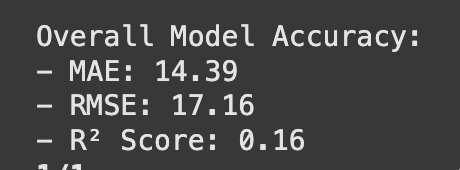 Overall Model Accuracy:
- MAE: 14.39
- RMSE: 17.16
- R² Score: 0.16